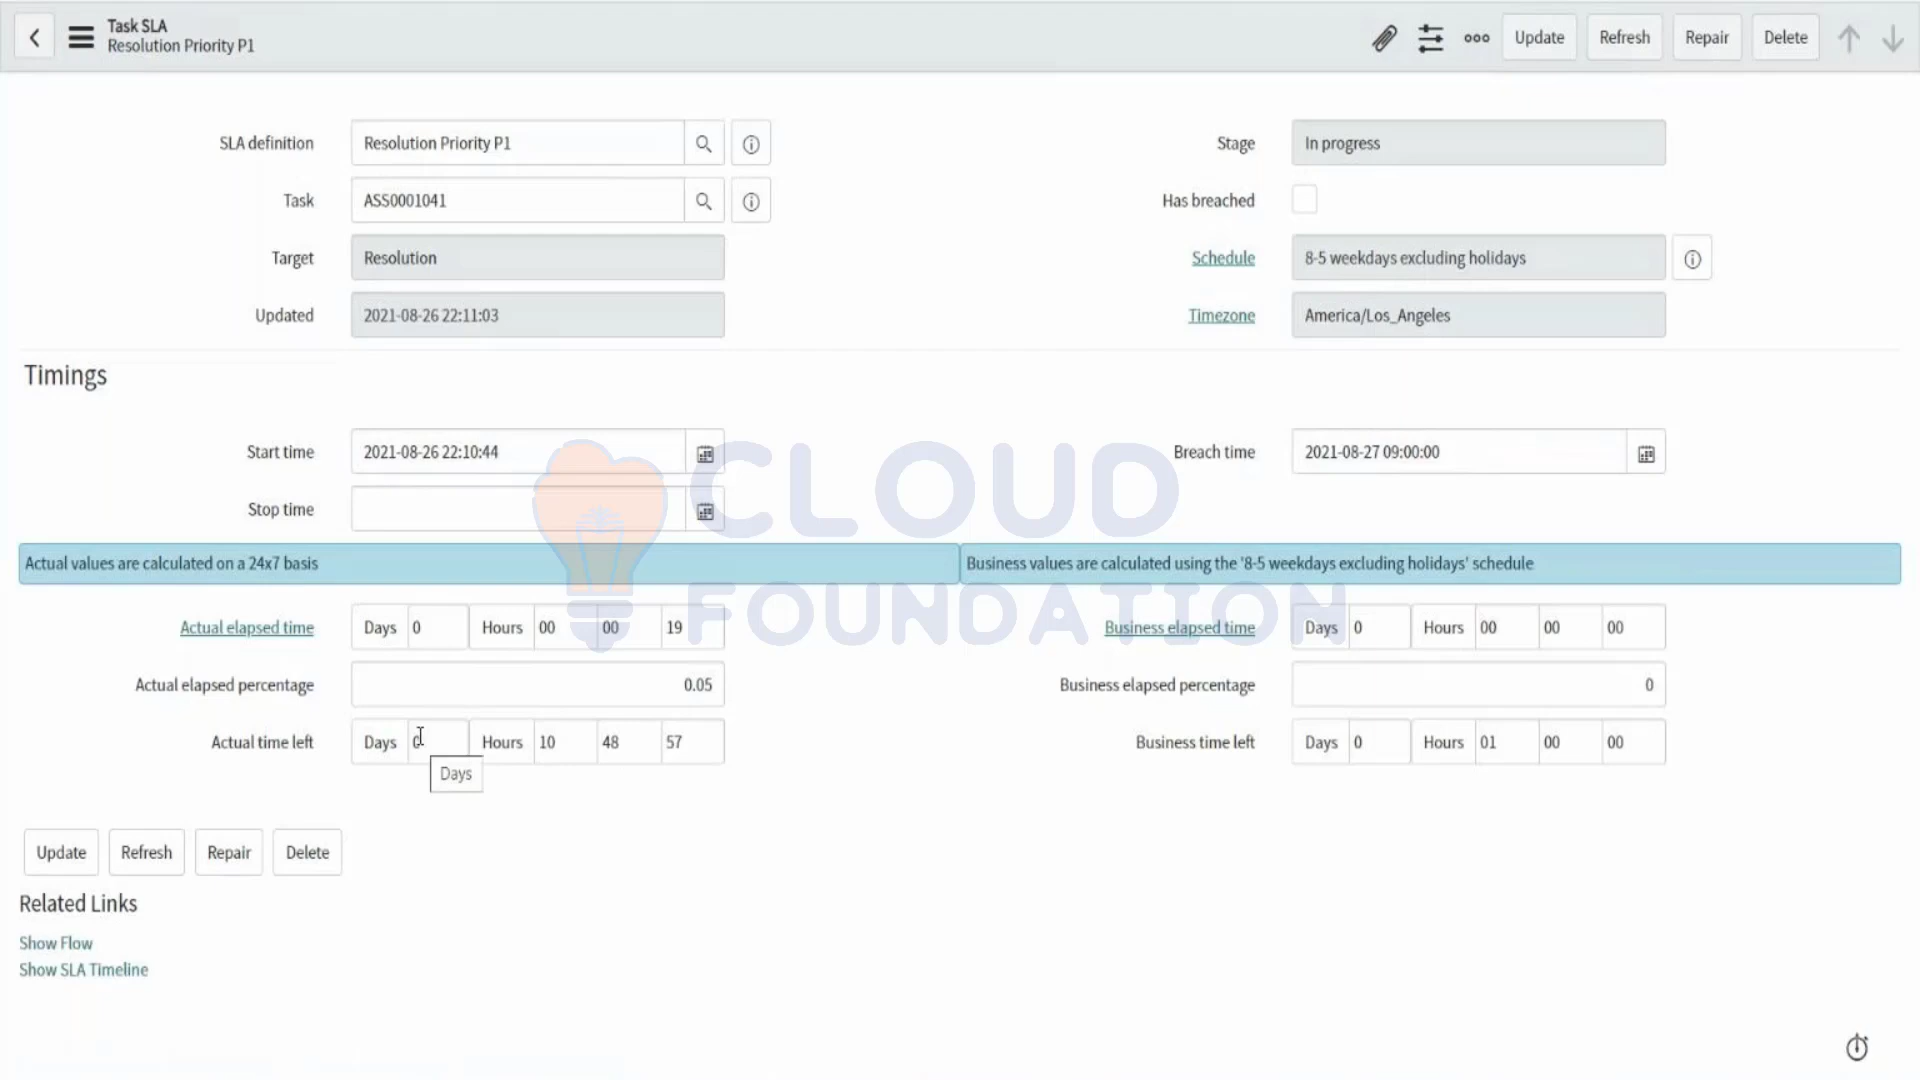 Task SLA
Resolution Priority P1
Update
Refresh
Repair
Delete
SLA definition
Resolution Priority P1
Stage
In progress
Task
ASS0001041
Has breached
Target
Resolution
Schedule
8-5 weekdays excluding holidays
Updated
2021-08-26 22:11:03
Timezone
America/Los_Angeles
Timings
Start time
2021-08-26 22:10:44
Breach time
2021-08-27 09:00:00
Stop time
CLOUD
FOUNDATION
Actual values are calculated on a 24x7 basis
Business values are calculated using the '8-5 weekdays excluding holidays' schedule
Actual elapsed time
Days 0 Hours 00 00 19
Business elapsed time
Days 0 Hours 00 00 00
Actual elapsed percentage
0.05
Business elapsed percentage
0
Actual time left
Days 0 Hours 10 48 57
Business time left
Days 0 Hours 01 00 00
Days
Update
Refresh
Repair
Delete
Related Links
Show Flow
Show SLA Timeline